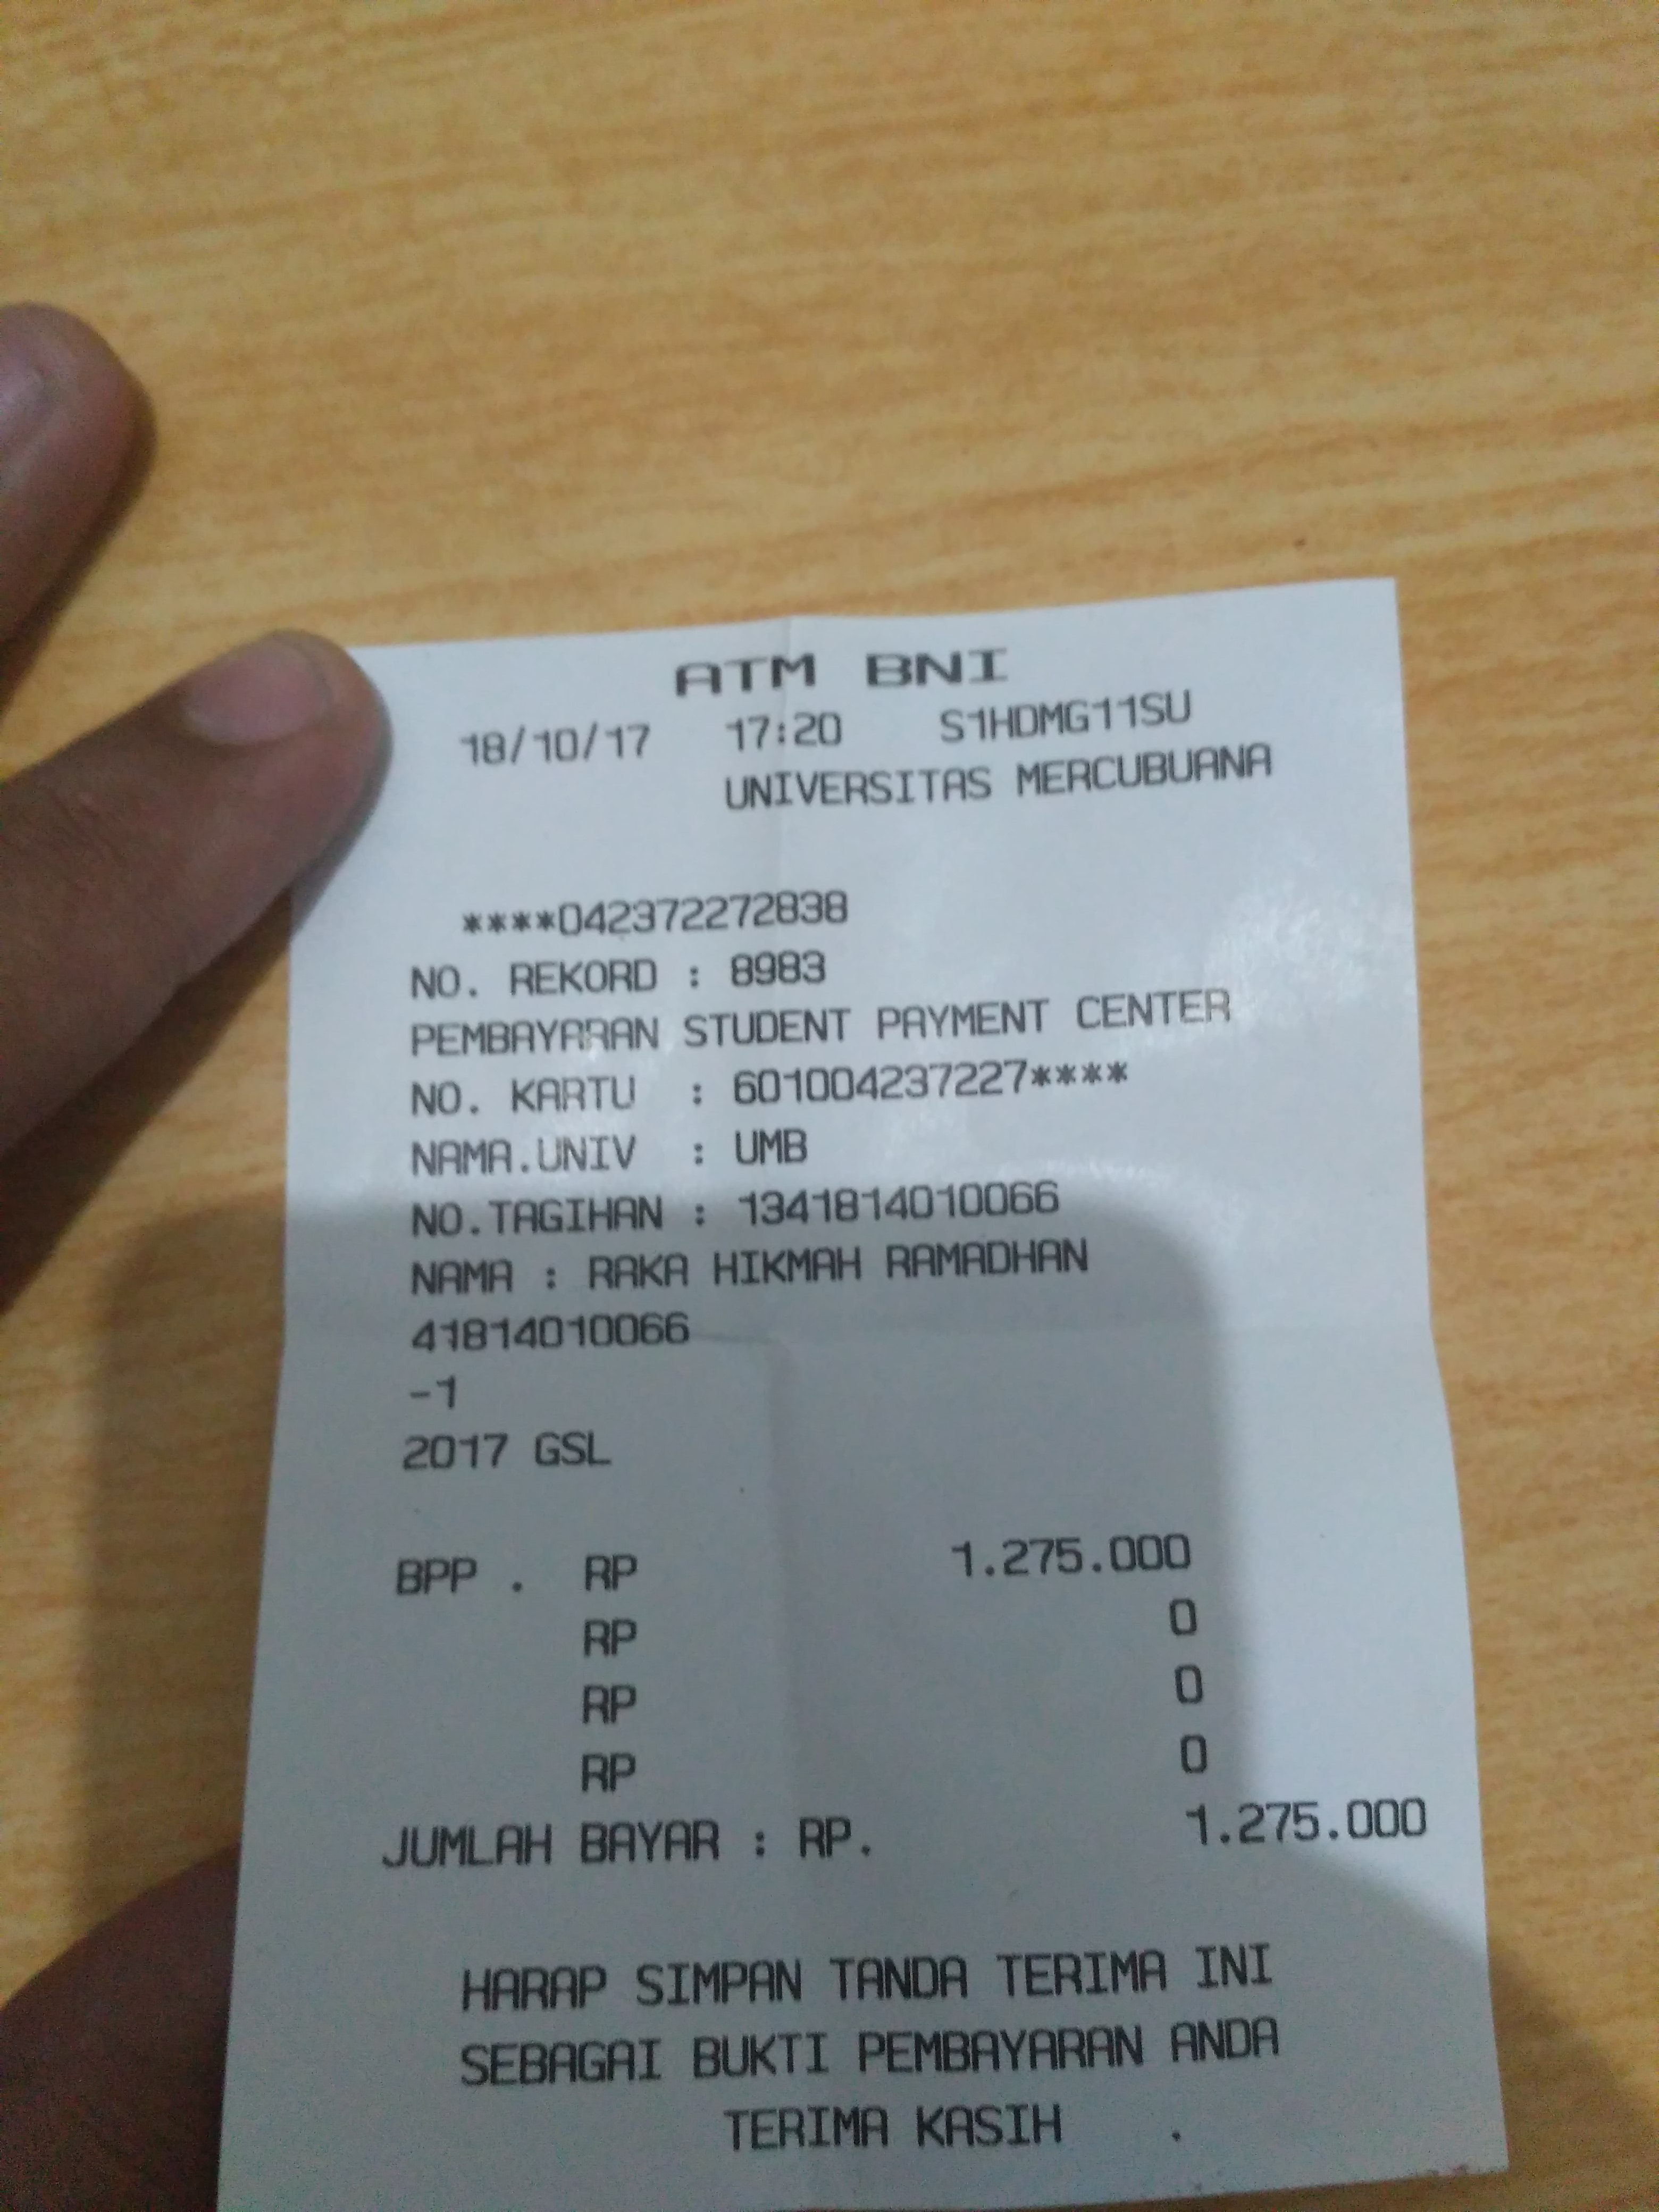 ATM BNI
18/10/17 17:20 S1HDMG11SU
UNIVERSITAS MERCUBUANA
****042372272838
NO. REKORD : 8983
PEMBAYARAN STUDENT PAYMENT CENTER
NO. KARTU : 601004237227****
NAMA.UNIV : UMB
NO.TAGIHAN : 1341814010066
NAMA : RAKA HIKMAH RAMADHAN
41814010066
-1
2017 GSL
BPP . RP 1.275.000
RP 0
RP 0
RP 0
JUMLAH BAYAR : RP. 1.275.000
HARAP SIMPAN TANDA TERIMA INI
SEBAGAI BUKTI PEMBAYARAN ANDA
TERIMA KASIH .